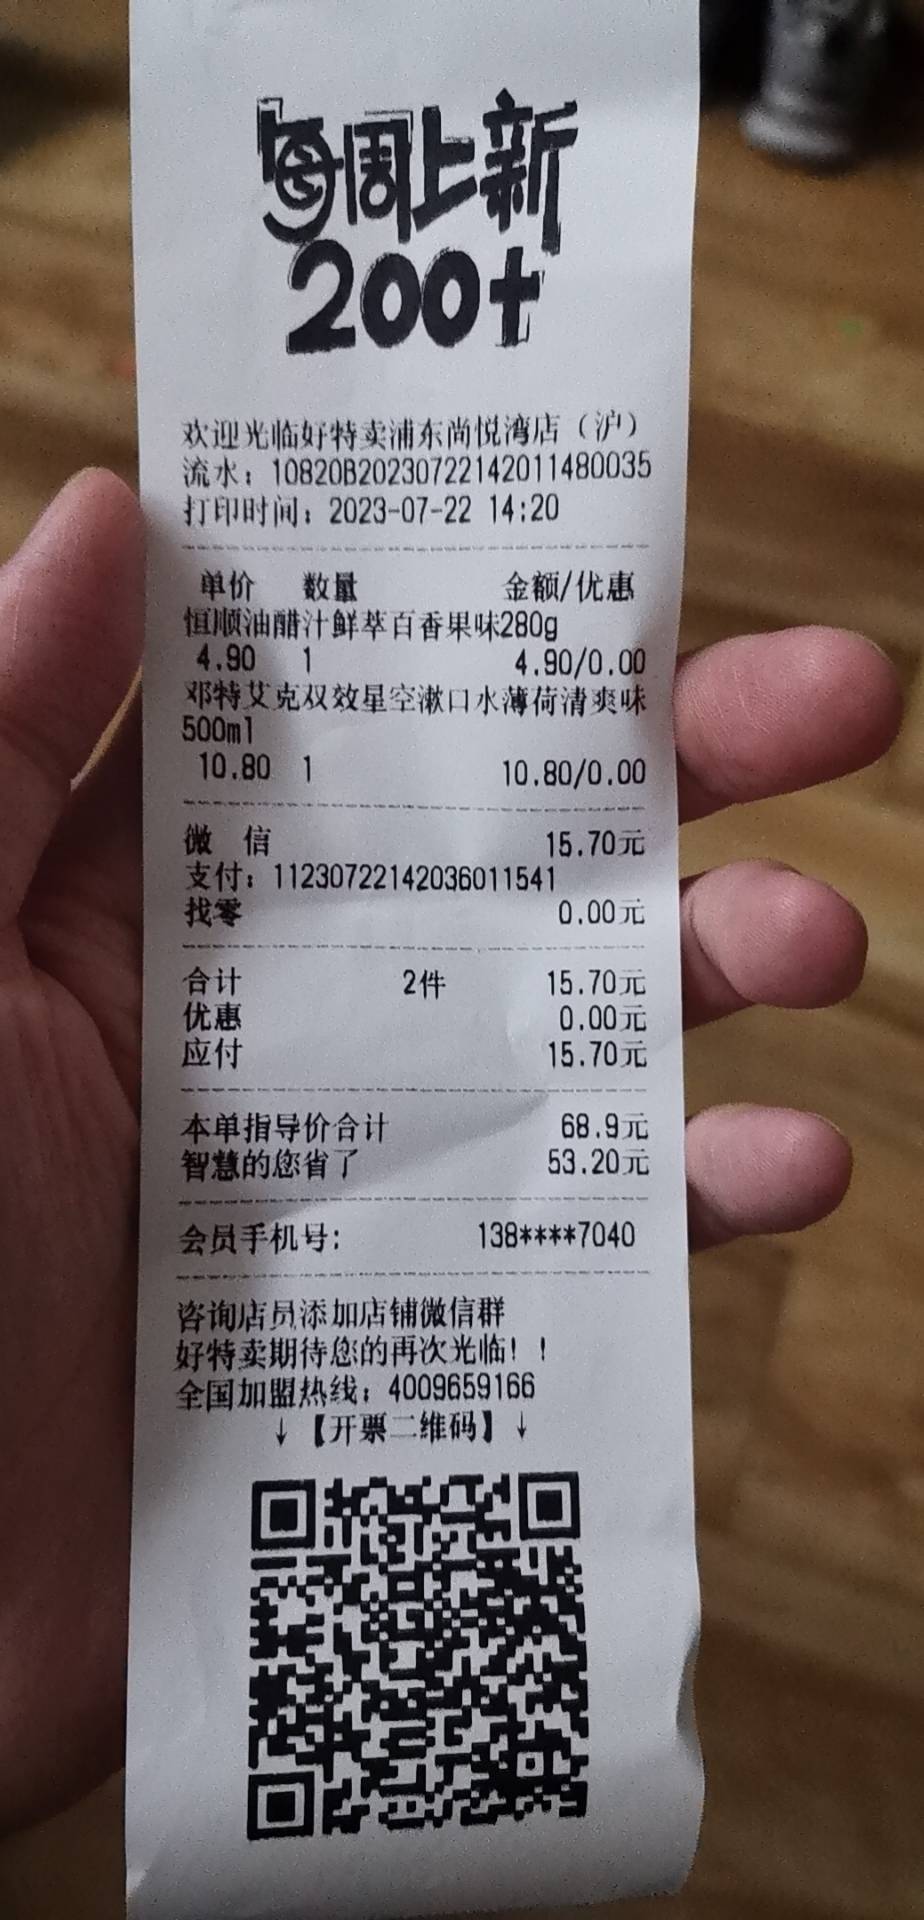 每周上新
200+
欢迎光临好特卖浦东尚悦湾店（沪）
流水：10820B20230722142011480035
打印时间：2023-07-22 14:20
单价 数量 金额/优惠
恒顺油醋汁鲜萃百香果味280g
4.90 1 4.90/0.00
邓特艾克双效星空漱口水薄荷清爽味
500ml
10.80 1 10.80/0.00
微 信 15.70元
支付：11230722142036011541
找零 0.00元
合计 2件 15.70元
优惠 0.00元
应付 15.70元
本单指导价合计 68.9元
智慧的您省了 53.20元
会员手机号: 138****7040
咨询店员添加店铺微信群
好特卖期待您的再次光临！！
全国加盟热线：4009659166
↓【开票二维码】↓